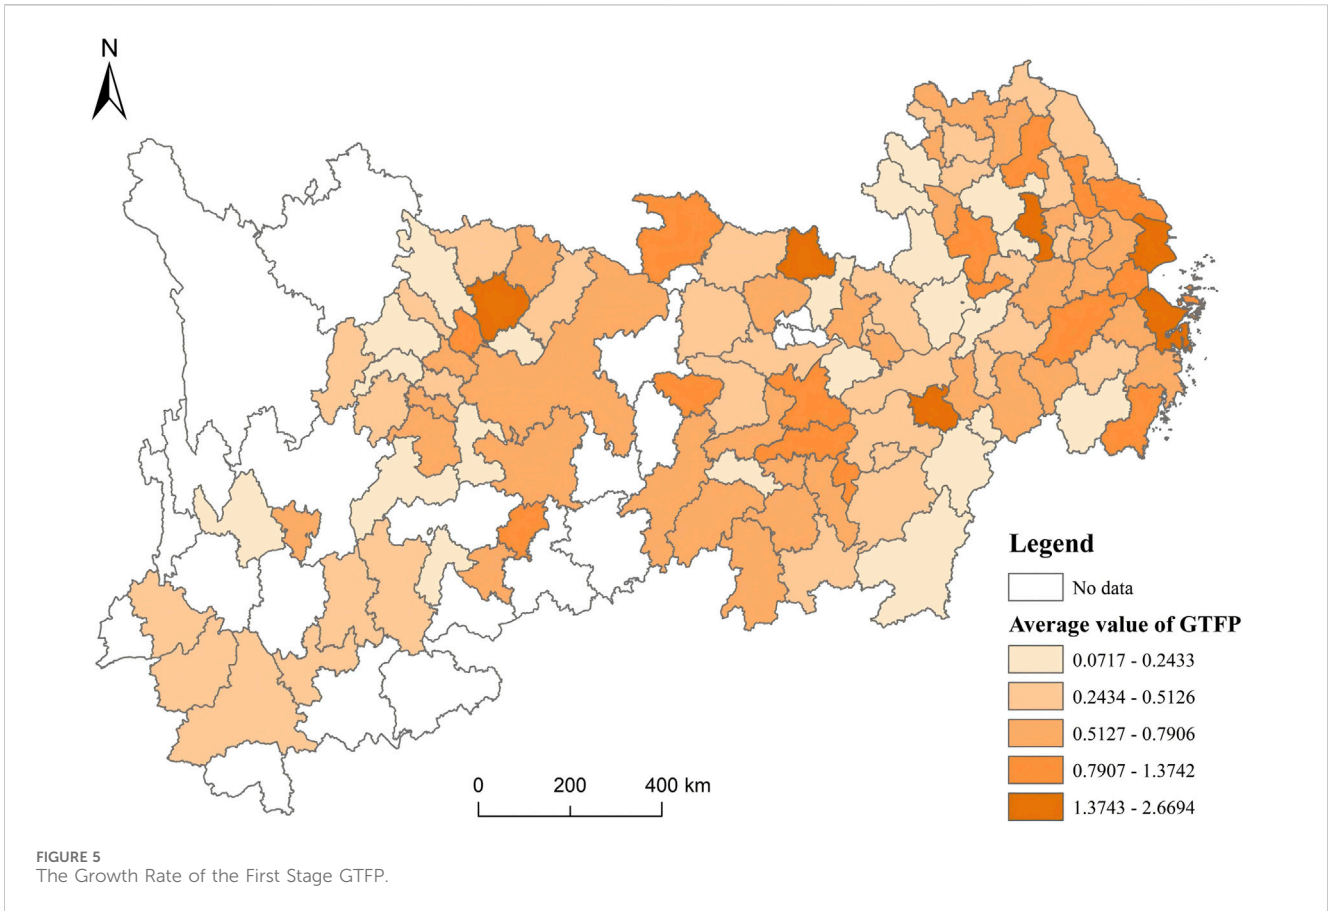 N
Legend
No data
Average value of GTFP
0.0717 - 0.2433
0.2434 - 0.5126
0.5127 - 0.7906
0.7907 - 1.3742
1.3743 - 2.6694
0 200 400 km
FIGURE 5
The Growth Rate of the First Stage GTFP.